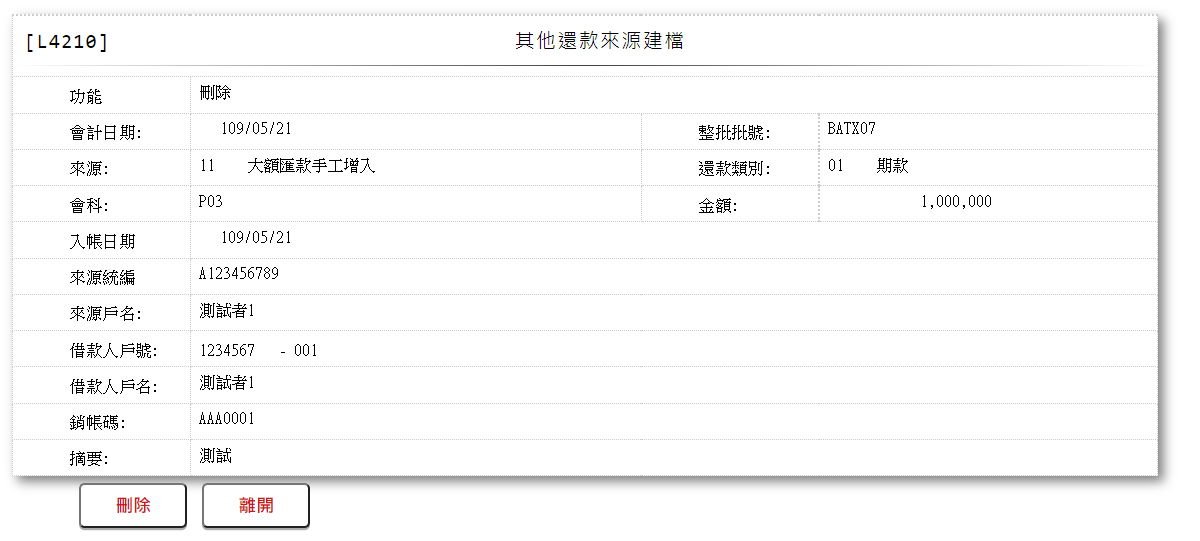 [L4210] 其他還款來源建檔
功能 刪除
會計日期: 109/05/21 整批批號: BATX07
來源: 11 大額匯款手工增入 還款類別: 01 期款
會科: P03 金額: 1,000,000
入帳日期 109/05/21
來源統編 A123456789
來源戶名: 測試者1
借款人戶號: 1234567 - 001
借款人戶名: 測試者1
銷帳碼: AAA0001
摘要: 測試
刪除 離開